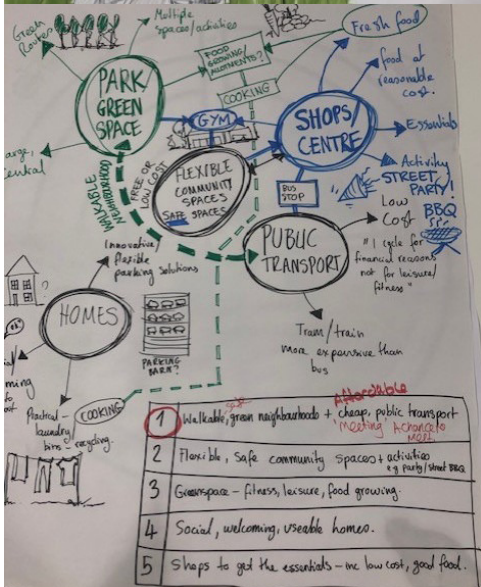 Green
Routes
Multiple
spaces/activities
Fresh food
FOOD
GROWING/
ALLOTMENTS?
PARK/
GREEN
SPACE
COOKING
food at
reasonable
cost.
GYM
SHOPS/
CENTRE
Essentials
WALKABLE
NEIGHBOURHOOD
FREE OR
LOW COST
FLEXIBLE
COMMUNITY
SPACES
SAFE SPACES
Activity
STREET
PARTY!
BUS
STOP
Low
Cost
BBQ
Innovative/
flexible
parking solutions
PUBLIC
TRANSPORT
"I cycle for
financial reasons
not for leisure/
fitness"
HOMES
PARKING
BARN?
Tram/train
more expensive than
bus
Practical-
laundry/
bins - recycling.
COOKING
Affordable
1 Walkable, green neighbourhoods + cheap, public transport
meeting A chance to
meet
2 Flexible, Safe community spaces + activities
e.g party/street BBQ
3 Greenspace - fitness, leisure, food growing.
4 Social, welcoming, useable homes.
5 Shops to get the essentials - inc low cost, good food.